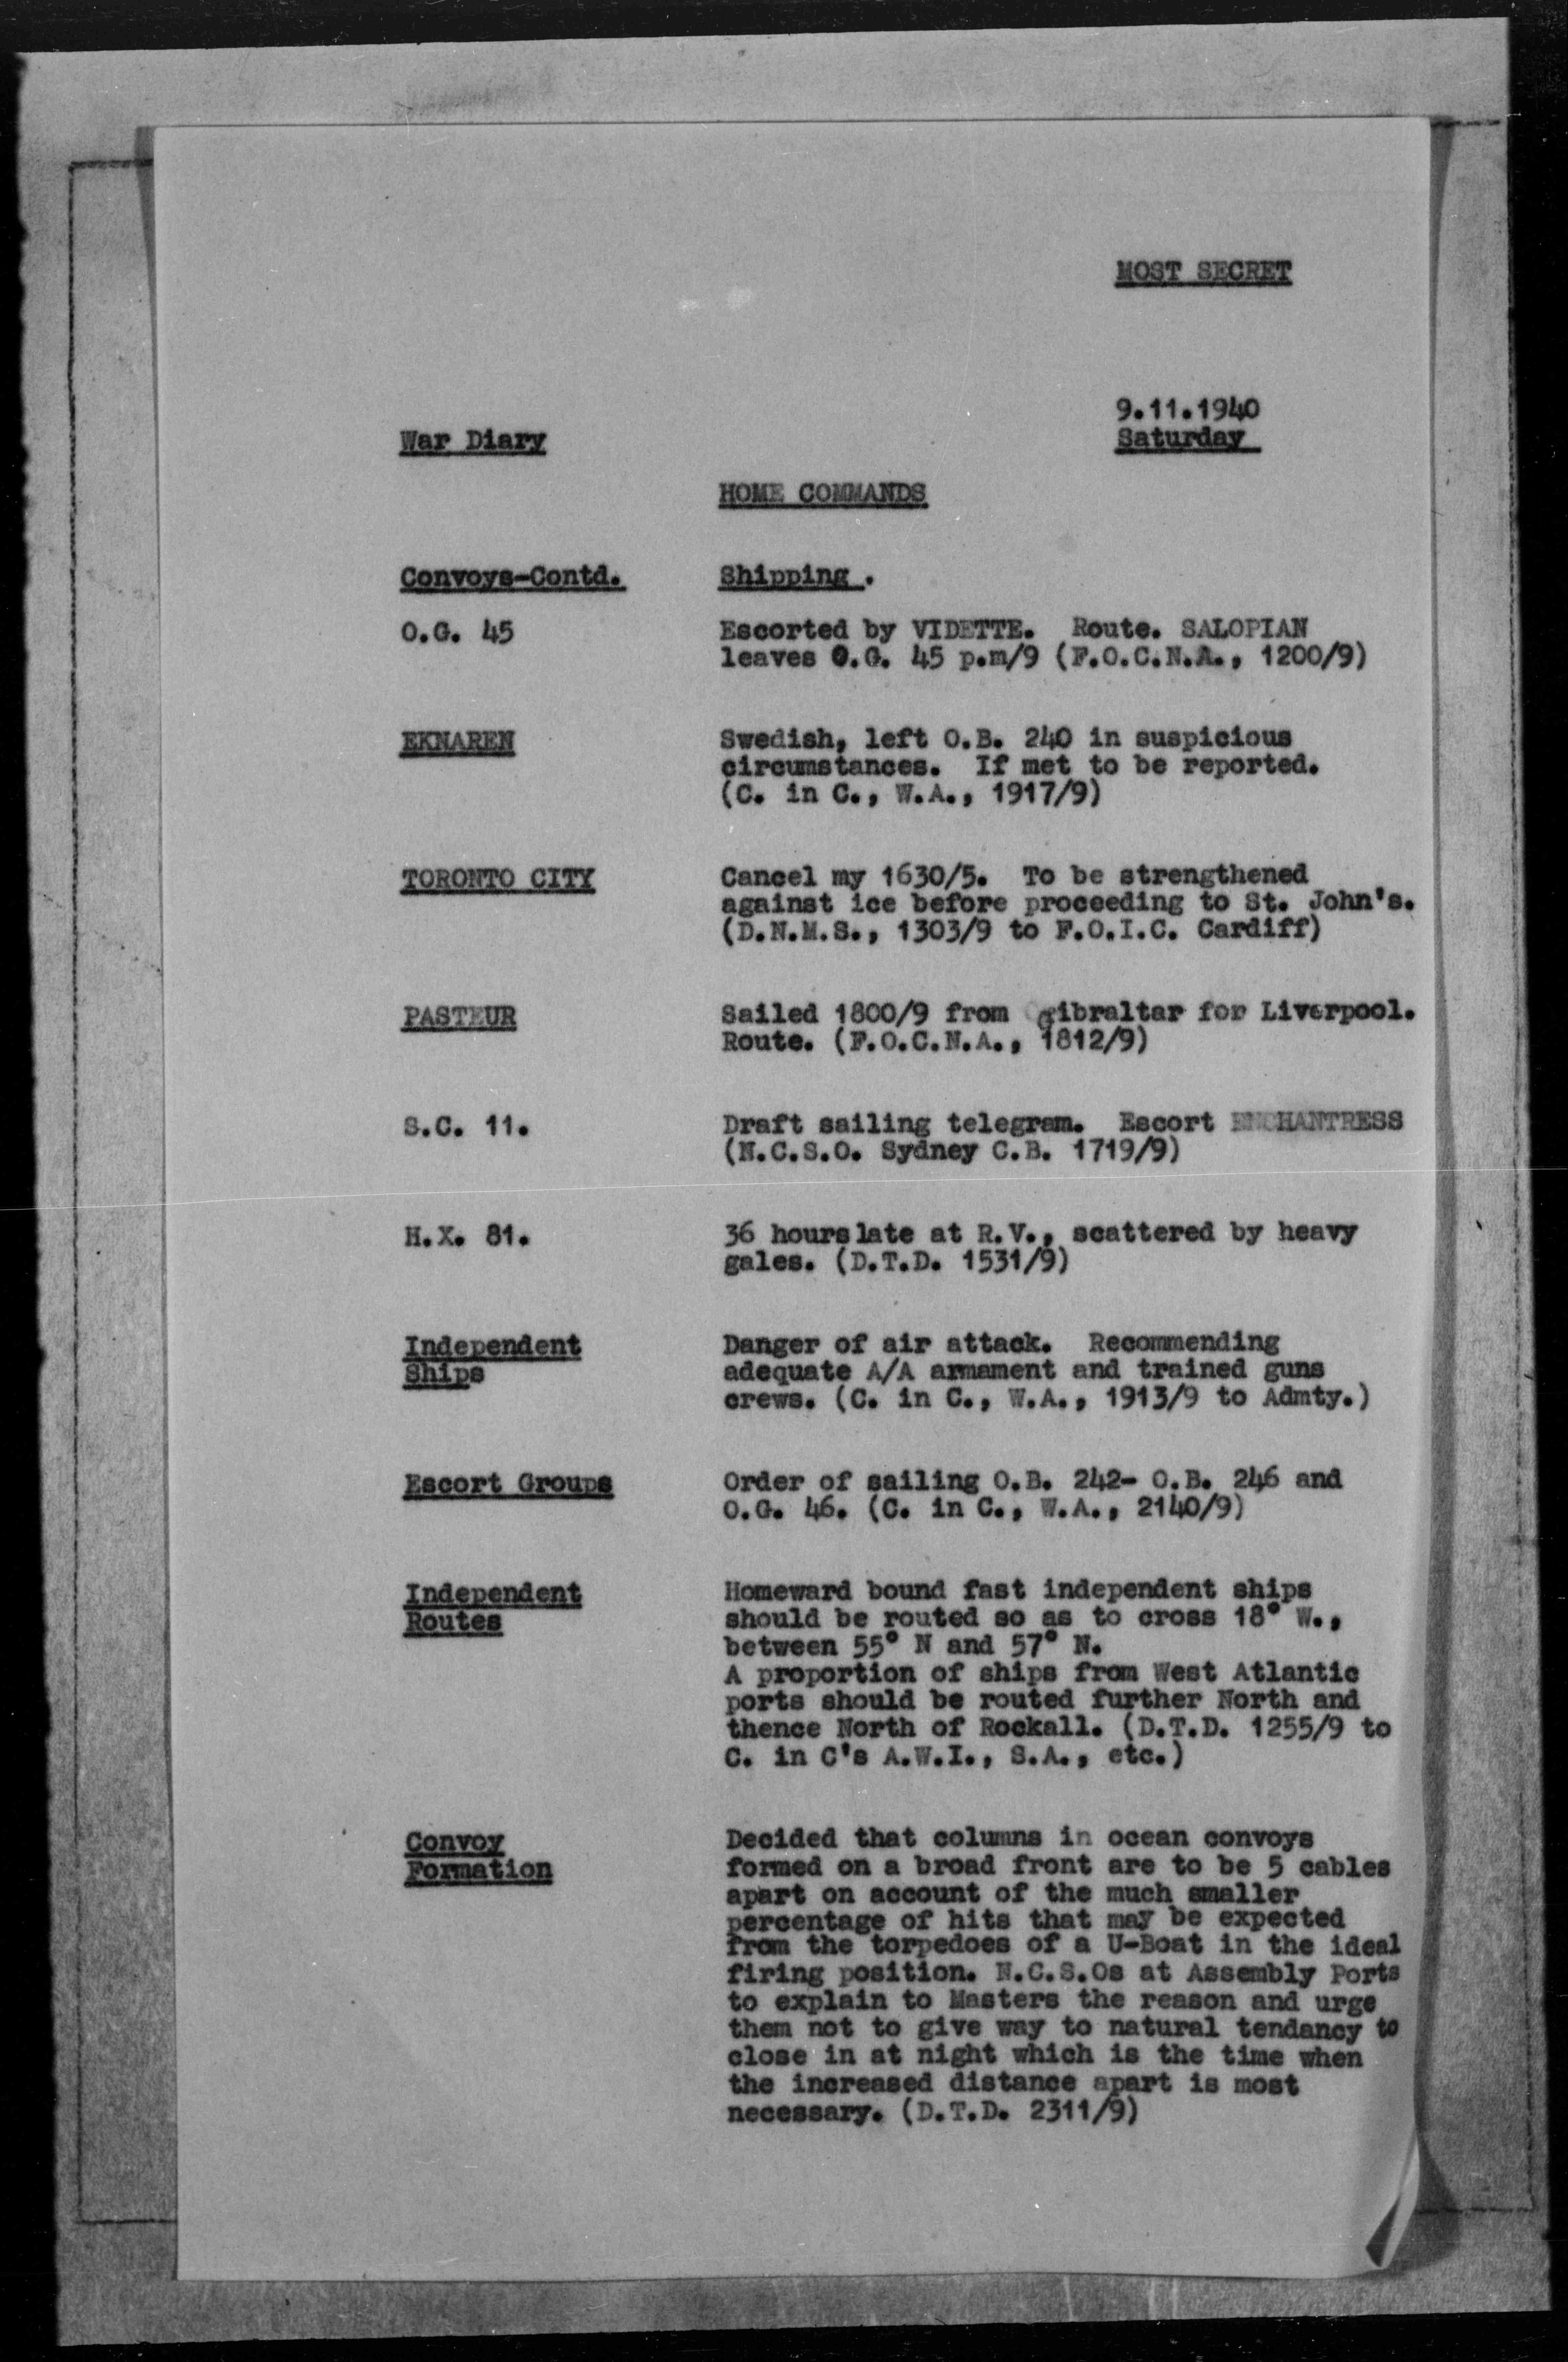 MOST SECRET
9.11.1940
War Diary
Saturday
HOME COMMANDS
Convoys-Contd.
Shipping.
O.G. 45
Escorted by VIDETTE. Route. SALOPIAN
leaves O.G. 45 p.m/9 (F.O.C.N.A., 1200/9)
EKNAREN
Swedish, left O.B. 240 in suspicious
circumstances. If met to be reported.
(C. in C., W.A., 1917/9)
TORONTO CITY
Cancel my 1630/5. To be strengthened
against ice before proceeding to St. John's.
(D.N.M.S., 1303/9 to F.O.I.C. Cardiff)
PASTEUR
Sailed 1800/9 from gibraltar for Liverpool.
Route. (F.O.C.N.A., 1812/9)
S.C. 11.
Draft sailing telegram. Escort ENCHANTRESS
(N.C.S.O. Sydney C.B. 1719/9)
H.X. 81.
36 hours late at R.V., scattered by heavy
gales. (D.T.D. 1531/9)
Independent
Ships
Danger of air attack. Recommending
adequate A/A armament and trained guns
crews. (C. in C., W.A., 1913/9 to Admty.)
Escort Groups
Order of sailing O.B. 242- O.B. 246 and
O.G. 46. (C. in C., W.A., 2140/9)
Independent
Routes
Homeward bound fast independent ships
should be routed so as to cross 18° W.,
between 55° N and 57° N.
A proportion of ships from West Atlantic
ports should be routed further North and
thence North of Rockall. (D.T.D. 1255/9 to
C. in C's A.W.I., S.A., etc.)
Convoy
Formation
Decided that columns in ocean convoys
formed on a broad front are to be 5 cables
apart on account of the much smaller
percentage of hits that may be expected
from the torpedoes of a U-Boat in the ideal
firing position. N.C.S.Os at Assembly Ports
to explain to Masters the reason and urge
them not to give way to natural tendancy to
close in at night which is the time when
the increased distance apart is most
necessary. (D.T.D. 2311/9)